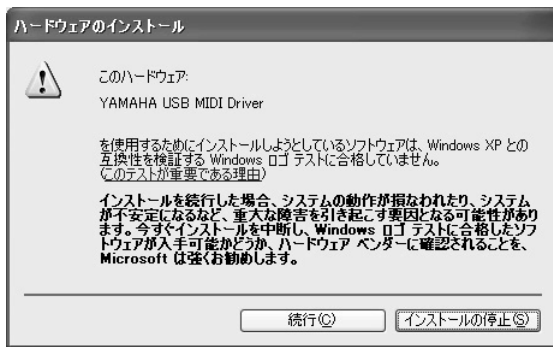 ハードウェアのインストール
このハードウェア:
YAMAHA USB MIDI Driver
を使用するためにインストールしようとしているソフトウェアは、Windows XP との
互換性を検証する Windows ロゴ テストに合格していません。
(このテストが重要である理由)
インストールを続行した場合、システムの動作が損なわれたり、システム
が不安定になるなど、重大な障害を引き起こす要因となる可能性があり
ます。今すぐインストールを中断し、Windows ロゴ テストに合格したソフ
トウェアが入手可能かどうか、ハードウェア ベンダーに確認されることを、
Microsoft は強くお勧めします。
続行(C)
インストールの停止(S)